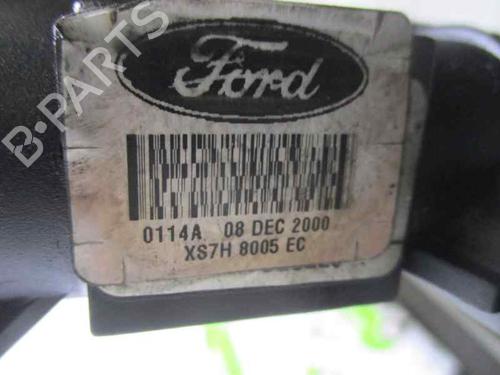 Ford
0114A 08 DEC 2000
XS7H 8005 EC
B-PARTS